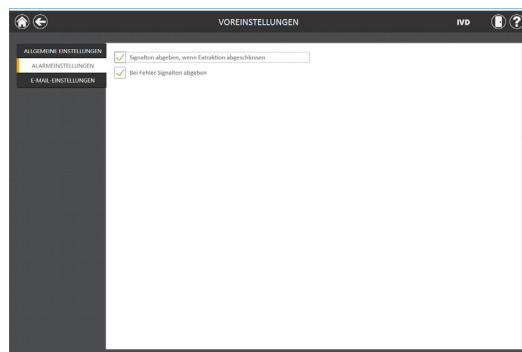 VOREINSTELLUNGEN
IVD
?
ALLGEMEINE EINSTELLUNGEN
ALARMEINSTELLUNGEN
E-MAIL-EINSTELLUNGEN
Signalton abgeben, wenn Extraktion abgeschlossen
Bei Fehler Signalton abgeben